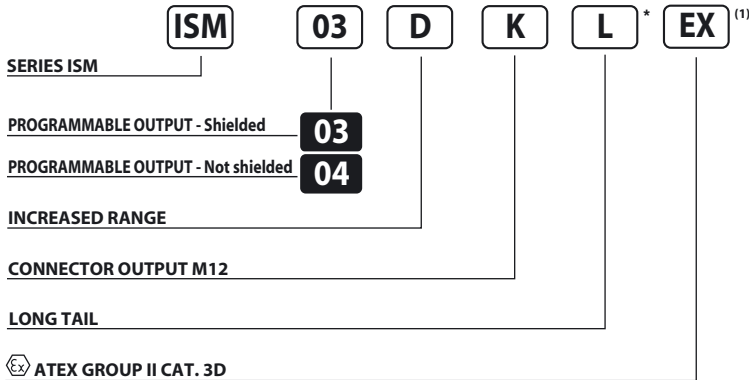 ISM 03 D K L * EX (1)
SERIES ISM
PROGRAMMABLE OUTPUT - Shielded 03
PROGRAMMABLE OUTPUT - Not shielded 04
INCREASED RANGE
CONNECTOR OUTPUT M12
LONG TAIL
Ex ATEX GROUP II CAT. 3D